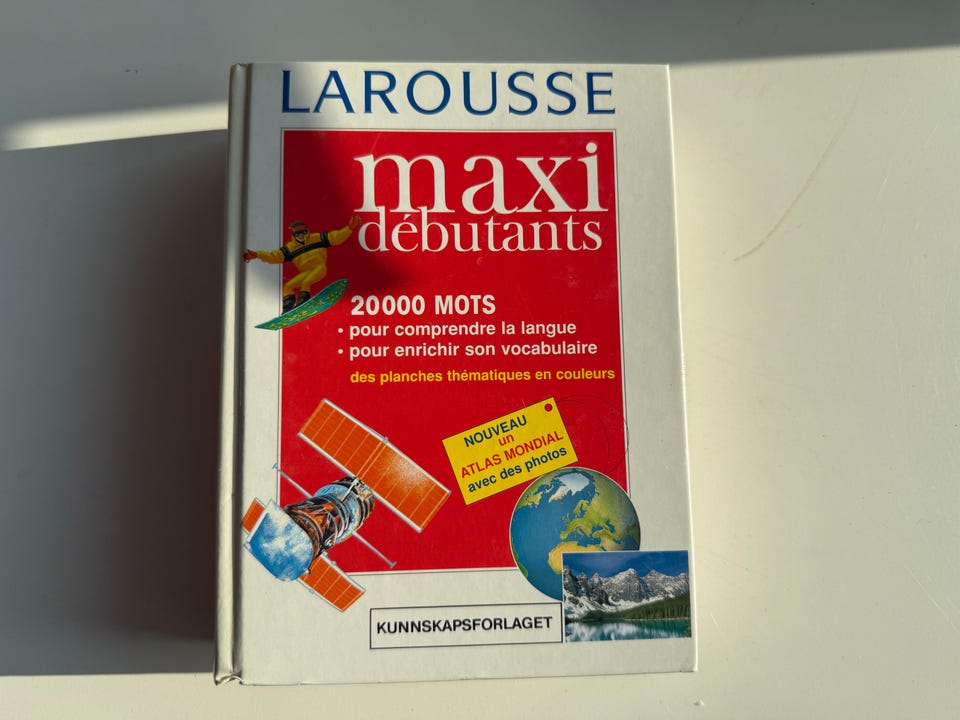 LAROUSSE
maxi
débutants
20000 MOTS
• pour comprendre la langue
• pour enrichir son vocabulaire
des planches thématiques en couleurs
NOUVEAU
un
ATLAS MONDIAL
avec des photos
KUNNSKAPSFORLAGET